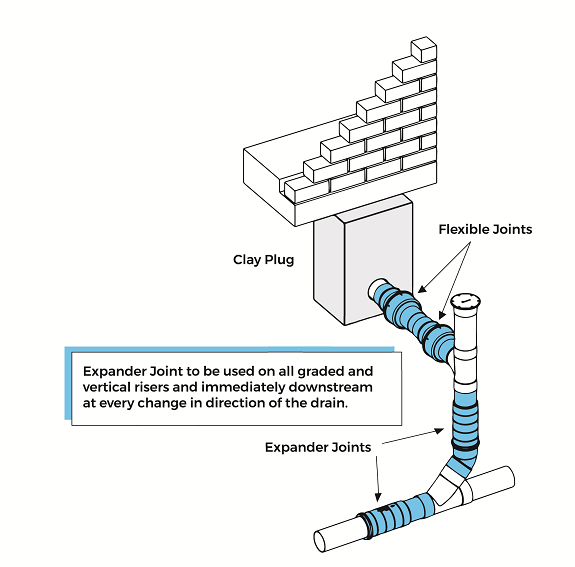 Flexible Joints
Clay Plug
Expander Joint to be used on all graded and
vertical risers and immediately downstream
at every change in direction of the drain.
Expander Joints